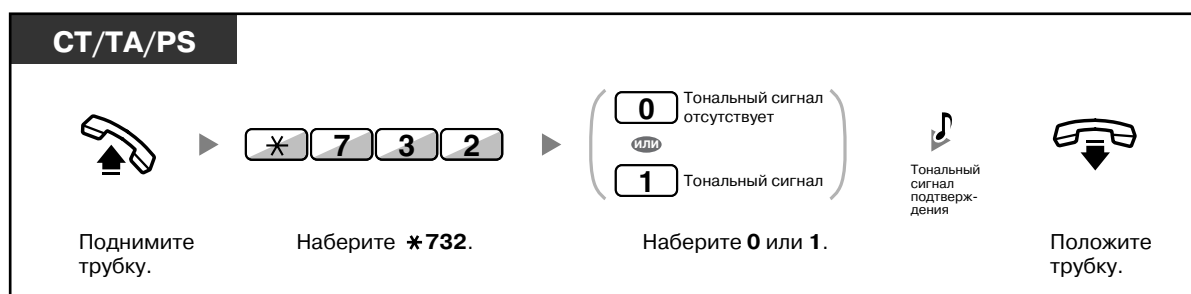 CT/TA/PS
0 Тональный сигнал
отсутствует
или
1 Тональный сигнал
✳ 7 3 2
Тональный
сигнал
подтверж-
дения
Поднимите
трубку.
Наберите ✳732.
Наберите 0 или 1.
Положите
трубку.